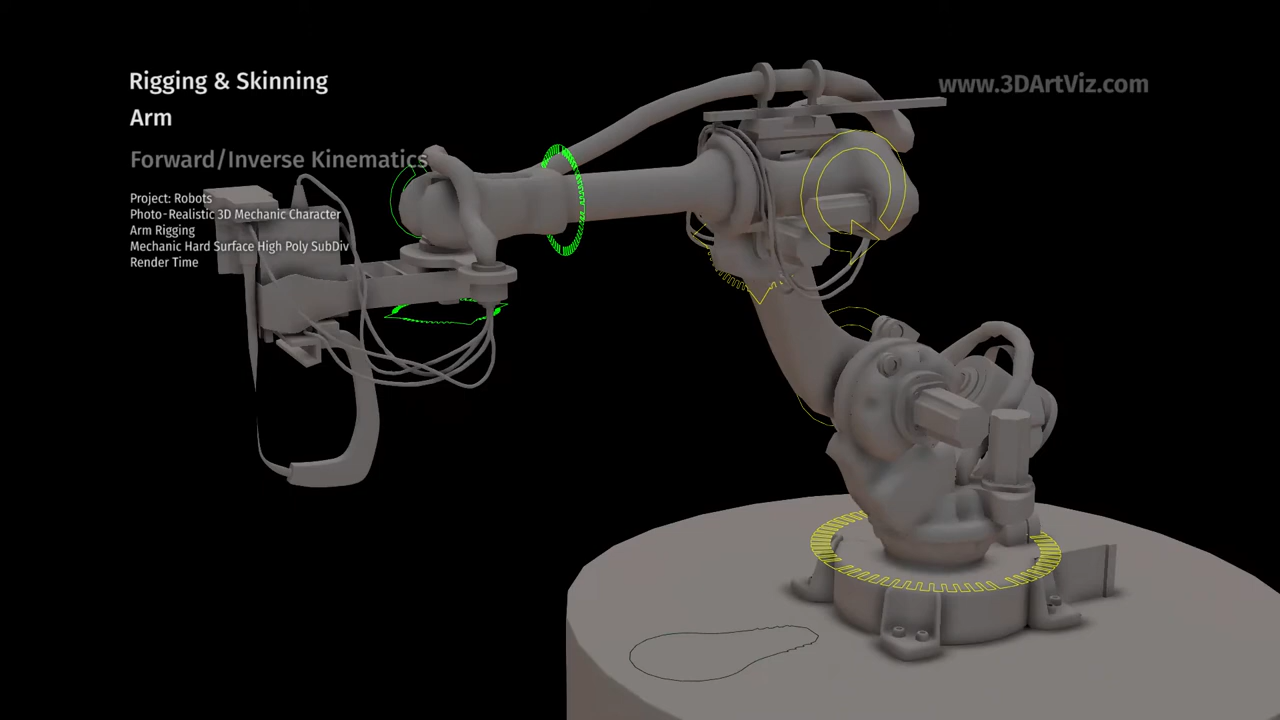 Rigging & Skinning
www.3DArtViz.com
Arm
Forward/Inverse Kinematics
Project: Robots
Photo-Realistic 3D Mechanic Character
Arm Rigging
Mechanic Hard Surface High Poly SubDiv
Render Time